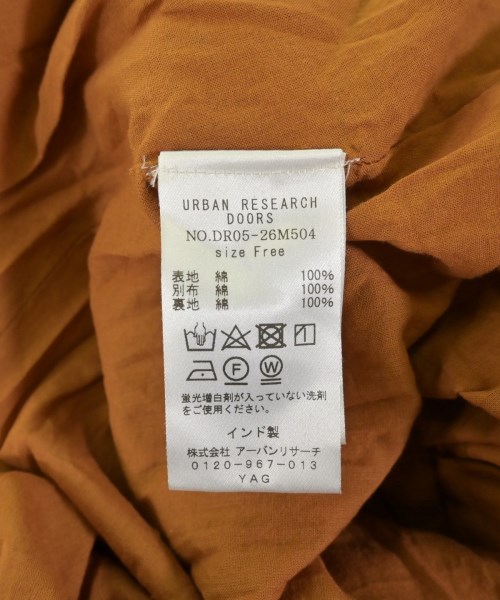 URBAN RESEARCH
DOORS
NO.DR05-26M504
size Free
表地 綿 100%
別布 綿 100%
裏地 綿 100%
F W
蛍光増白剤が入っていない洗剤
をご使用ください。
インド製
株式会社 アーバンリサーチ
0120-967-013
YAG